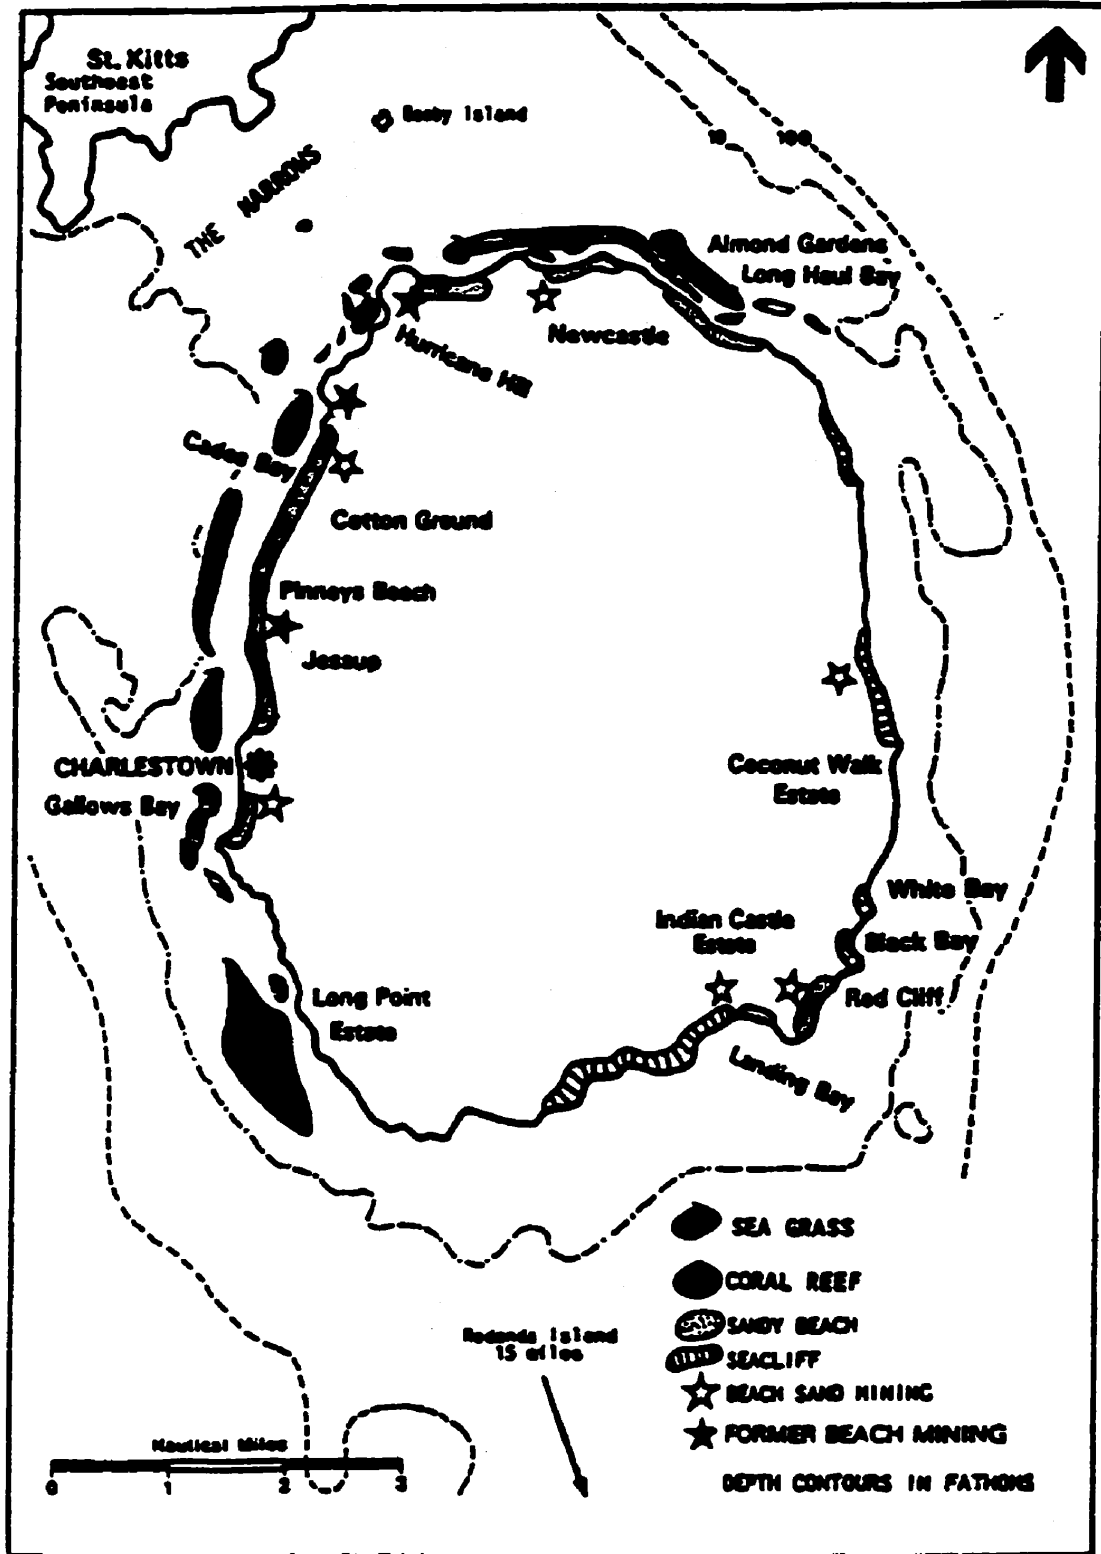 St. Kitts
Southeast
Peninsula
Booby Island
THE NARROWS
10
100
Almond Gardens
Long Haul Bay
Newcastle
Hurricane Hill
Cades Bay
Cotton Ground
Pinneys Beach
Jessup
CHARLESTOWN
Gallows Bay
Coconut Walk
Estate
White Bay
Indian Castle
Estate
Black Bay
Red Cliff
Long Point
Estate
Landing Bay
SEA GRASS
CORAL REEF
SANDY BEACH
SEACLIFF
BEACH SAND MINING
FORMER BEACH MINING
DEPTH CONTOURS IN FATHOMS
Redonda Island
15 miles
Nautical Miles
0 1 2 3